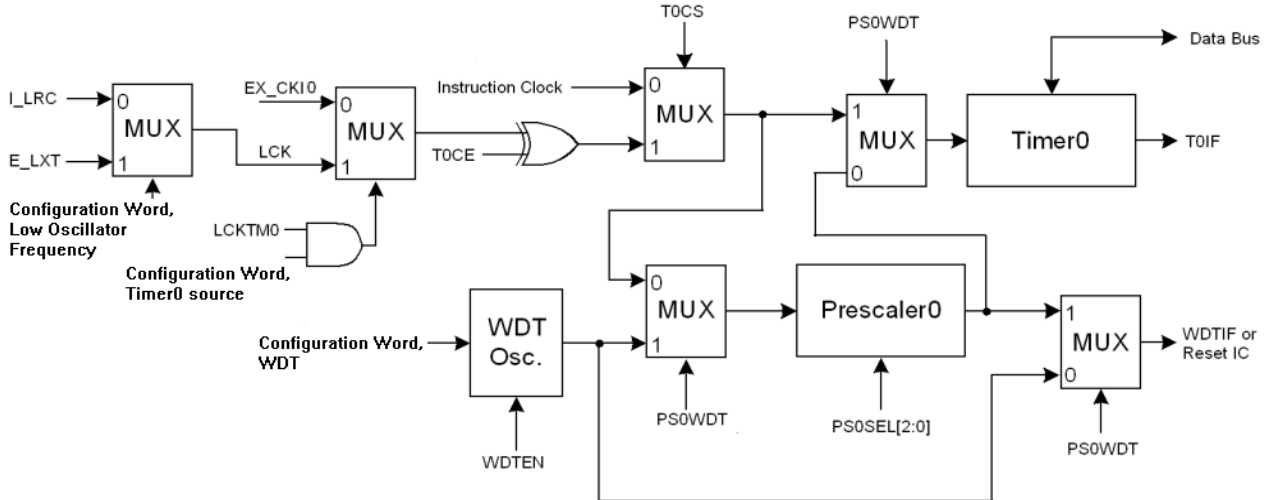 T0CS
PS0WDT
Data Bus
I_LRC
0
MUX
E_LXT
1
LCK
EX_CKI0
0
MUX
1
T0CE
Instruction Clock
0
MUX
1
1
MUX
0
Timer0
T0IF
Configuration Word,
Low Oscillator
Frequency
LCKTM0
Configuration Word,
Timer0 source
Configuration Word,
WDT
WDT
Osc.
WDTEN
0
MUX
1
PS0WDT
Prescaler0
PS0SEL[2:0]
1
MUX
0
PS0WDT
WDTIF or
Reset IC